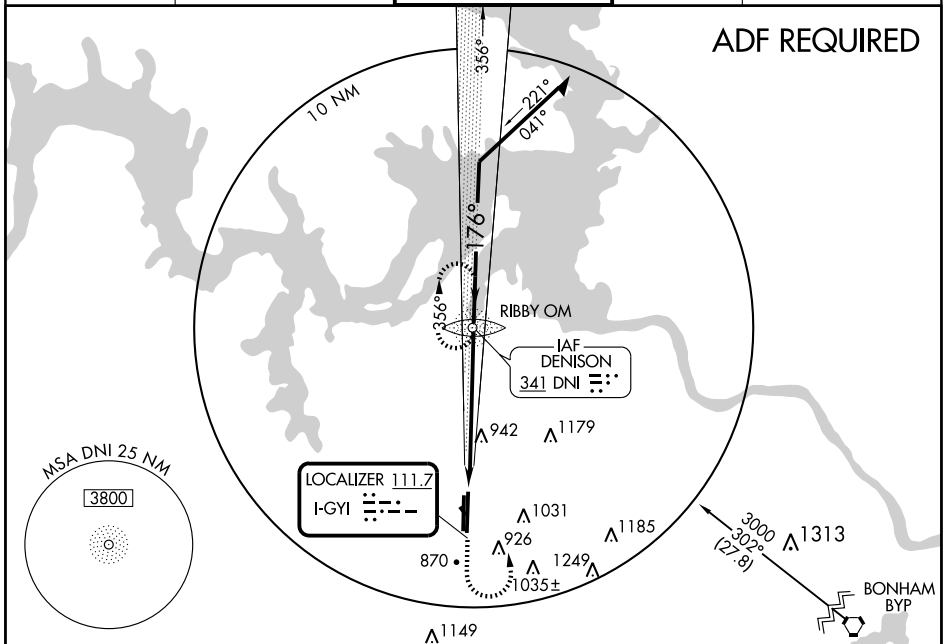 ADF REQUIRED
10 NM
356°
221°
041°
176°
356°
RIBBY OM
IAF
DENISON
341 DNI
942
1179
MSA DNI 25 NM
3800
LOCALIZER 111.7
I-GYI
1031
926
1185
870
1035±
1249
3000
302°
(27.8)
1313
BONHAM
BYP
1149